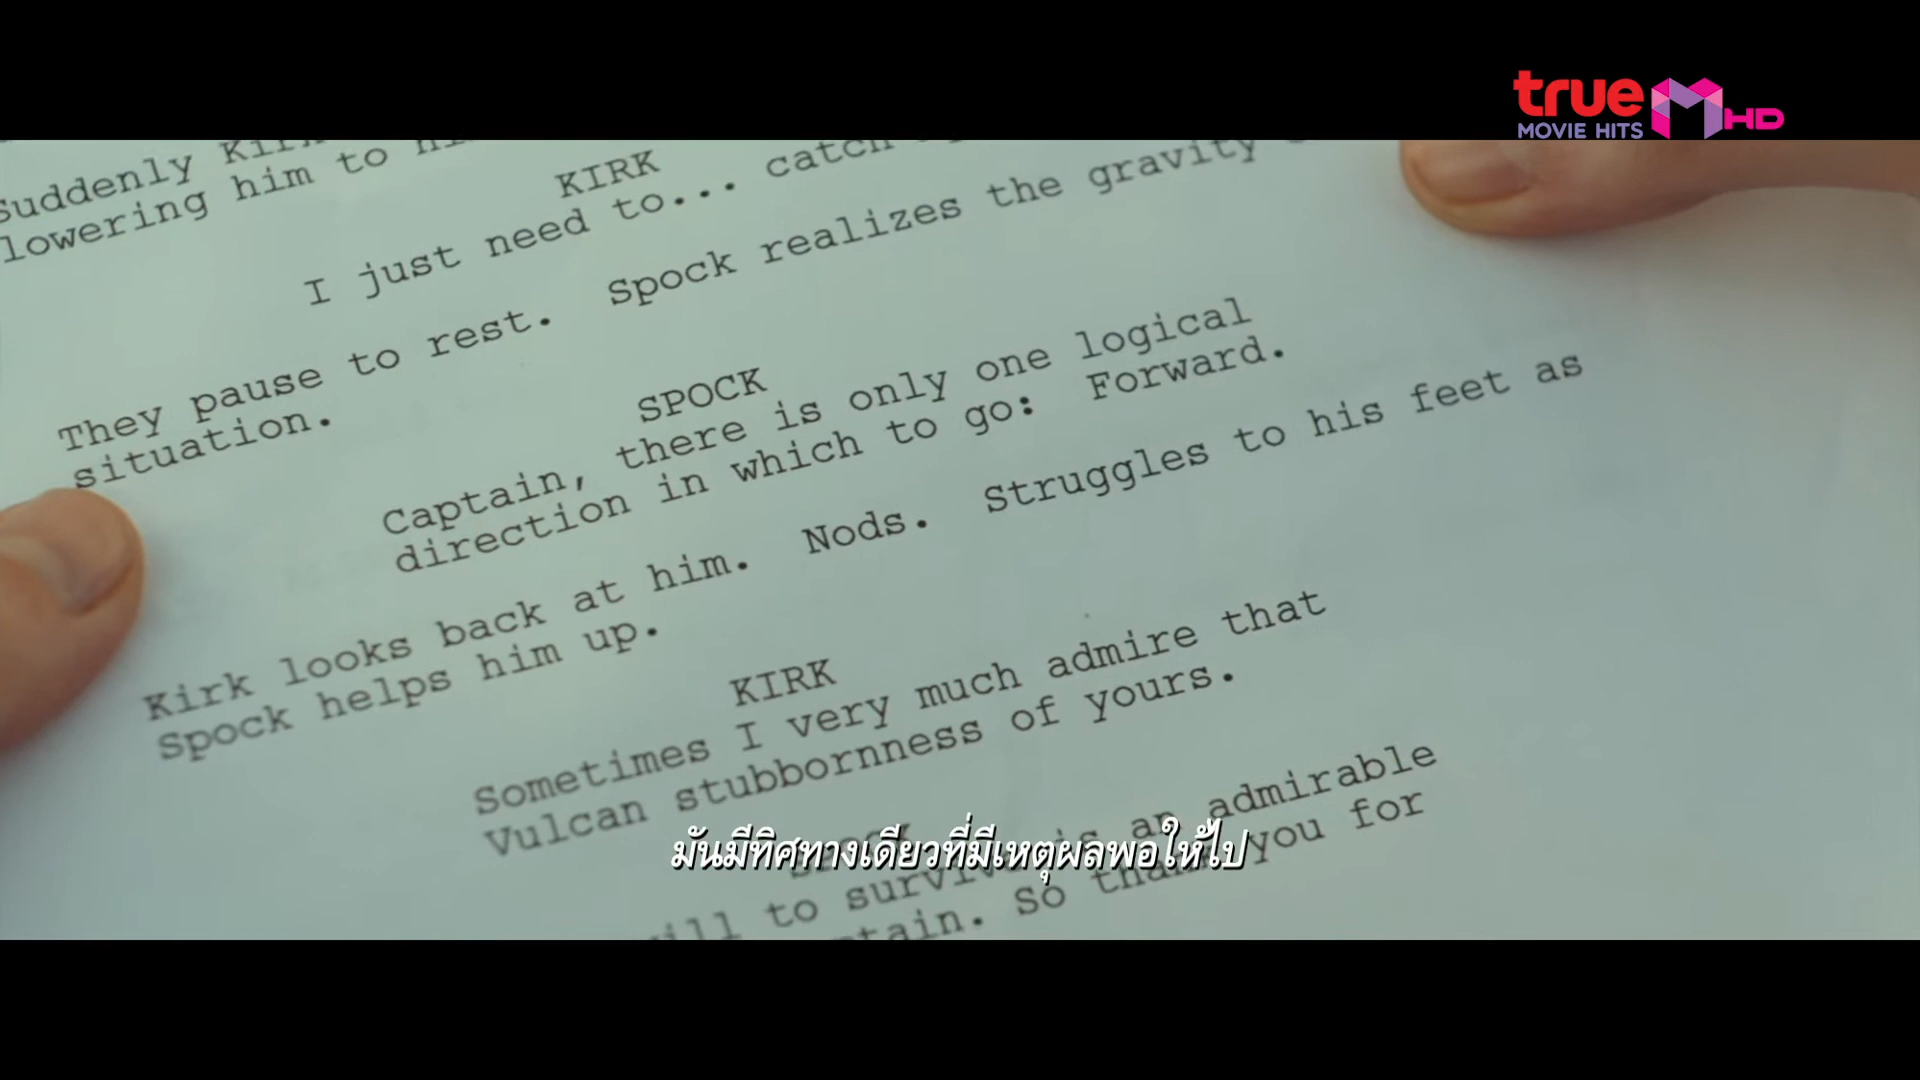 true
MOVIE HITS HD
Suddenly
lowering him to
KIRK
I just need to... catch
They pause to rest. Spock realizes the gravity
situation.
SPOCK
Captain, there is only one logical
direction in which to go: Forward.
Kirk looks back at him. Nods. Struggles to his feet as
Spock helps him up.
KIRK
Sometimes I very much admire that
Vulcan stubbornness of yours.
to survive is an admirable
So thank you for
มันมีทิศทางเดียวที่มีเหตุผลพอให้ไป